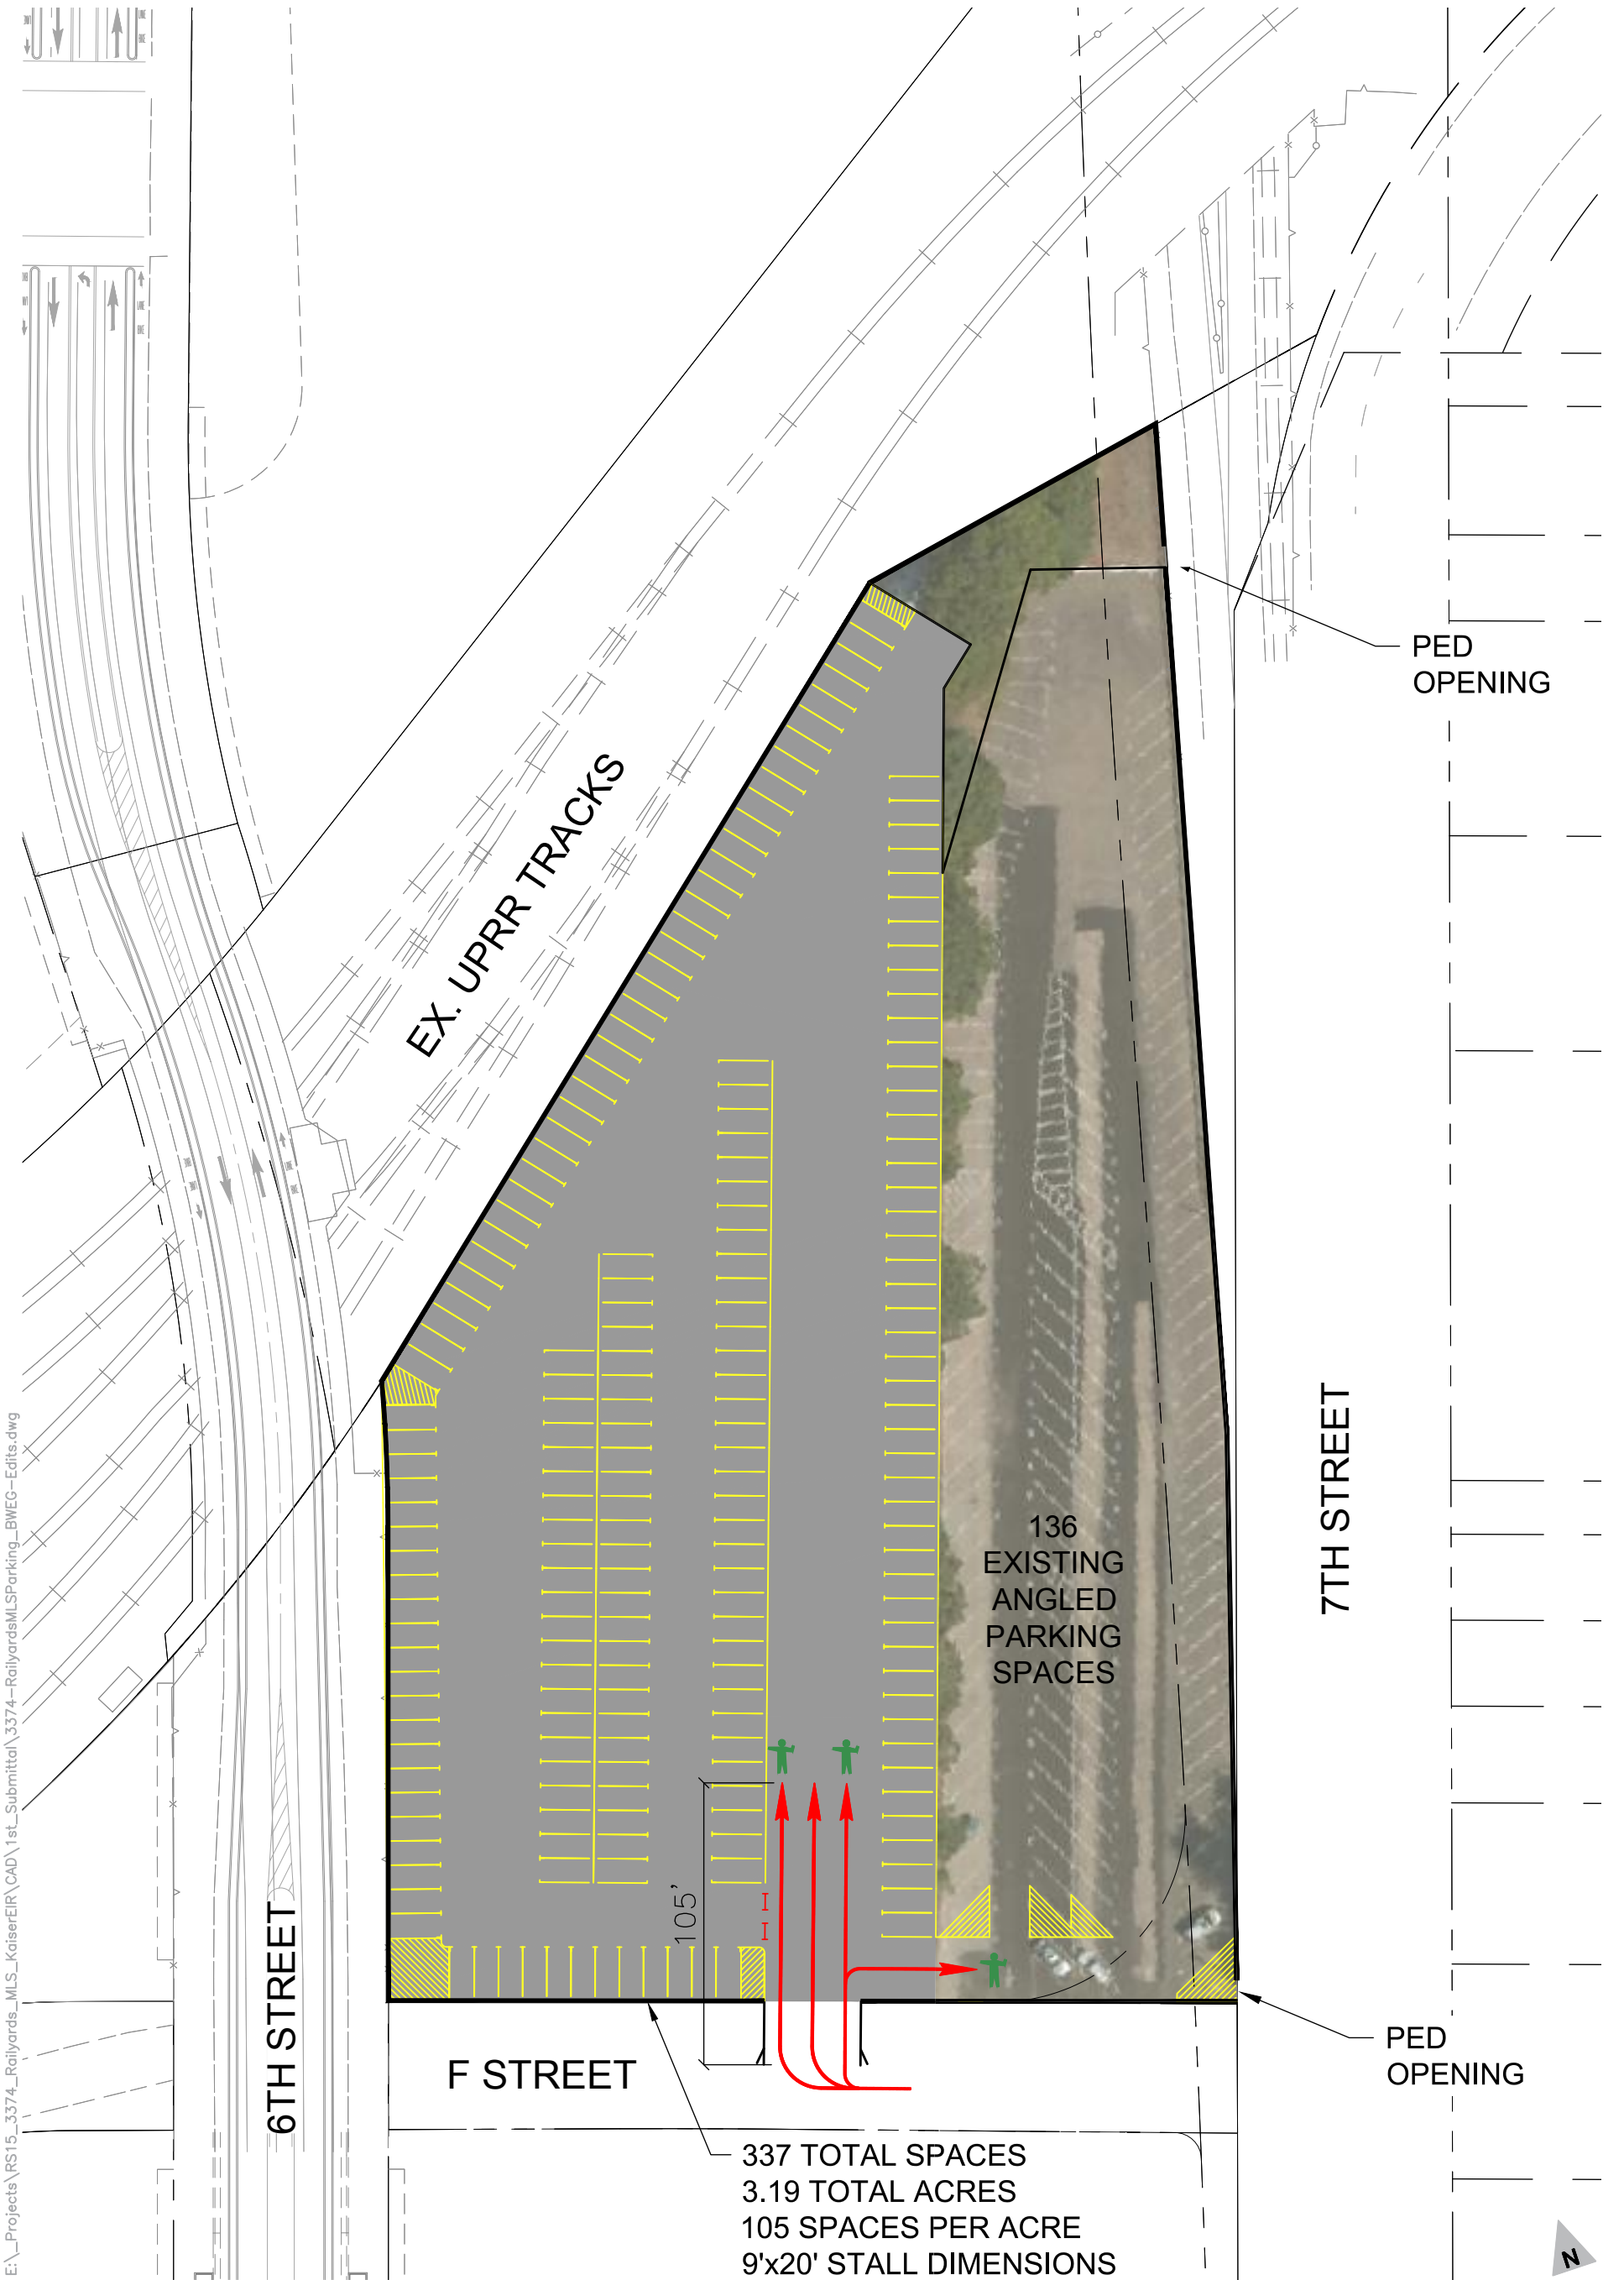 PED
OPENING
EX. UPRR TRACKS
7TH STREET
136
EXISTING
ANGLED
PARKING
SPACES
105'
6TH STREET
F STREET
PED
OPENING
337 TOTAL SPACES
3.19 TOTAL ACRES
105 SPACES PER ACRE
9'x20' STALL DIMENSIONS
N
E:\_Projects\RS15_3374_Railyards_MLS_KaiserEIR\CAD\1st_Submittal\3374-RailyardsMLSParking_BWEG-Edits.dwg